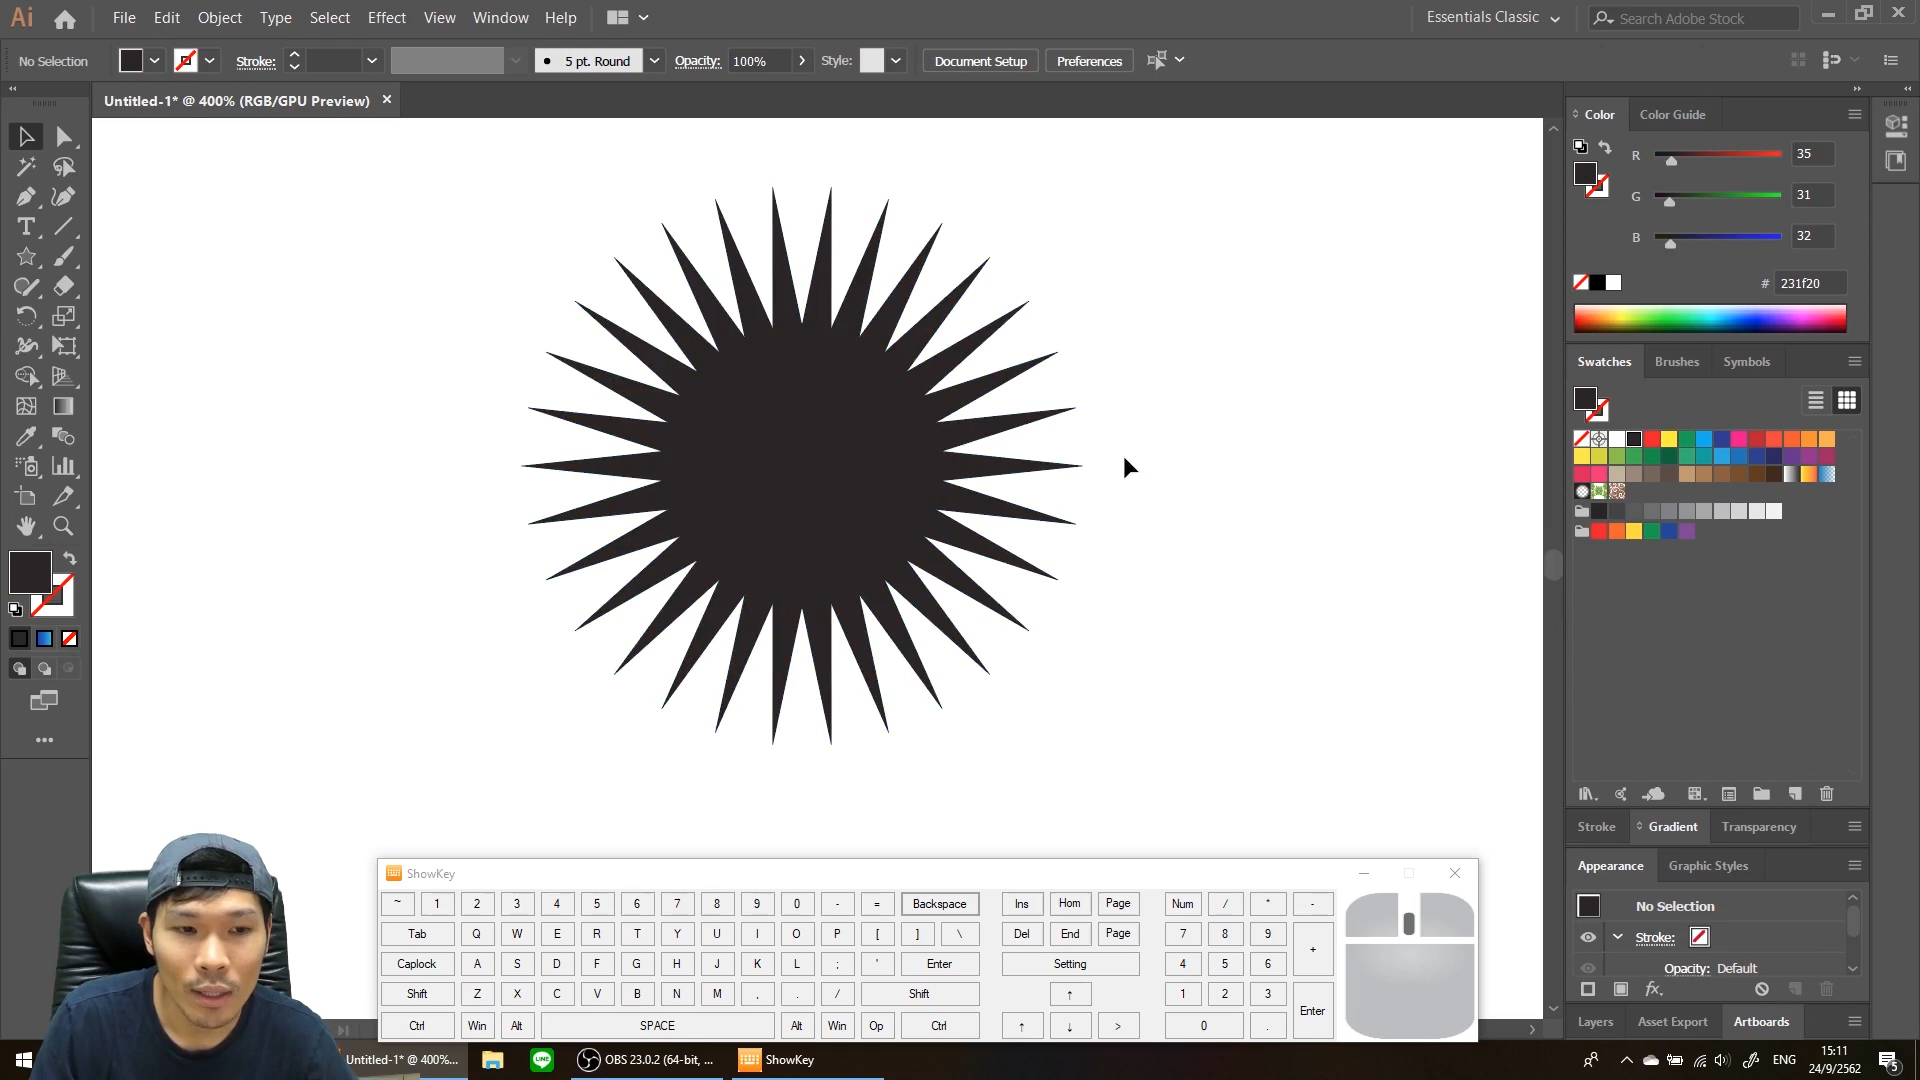 Ai File Edit Object Type Select Effect View Window Help Essentials Classic Search Adobe Stock
No Selection Stroke: 5 pt. Round Opacity: 100% Style: Document Setup Preferences
Untitled-1* @ 400% (RGB/GPU Preview) ×
Color Color Guide
R 35
G 31
B 32
# 231f20
Swatches Brushes Symbols
Stroke Gradient Transparency
Appearance Graphic Styles
No Selection
Stroke:
Opacity: Default
fx
Layers Asset Export Artboards
ShowKey
~ 1 2 3 4 5 6 7 8 9 0 - = Backspace Ins Hom Page Num / * -
Tab Q W E R T Y U I O P [ ] \ Del End Page 7 8 9 +
Caplock A S D F G H J K L ; ' Enter Setting 4 5 6
Shift Z X C V B N M , . / Shift ↑ 1 2 3 Enter
Ctrl Win Alt SPACE Alt Win Op Ctrl ↑ ↓ > 0 .
Untitled-1* @ 400%... OBS 23.0.2 (64-bit, ... ShowKey ENG 15:11
24/9/2562 5